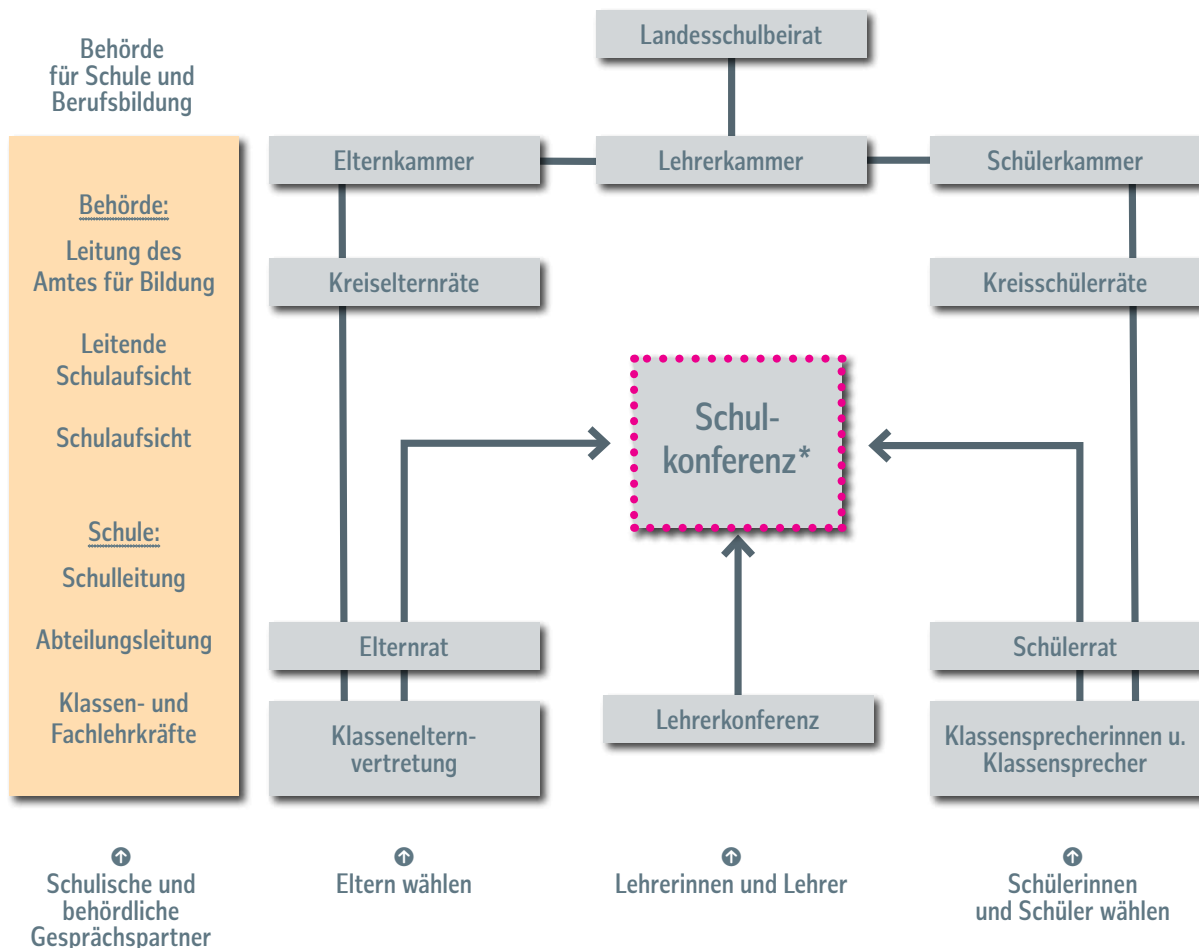 Behörde
für Schule und
Berufsbildung
Landesschulbeirat
Elternkammer
Lehrerkammer
Schülerkammer
Behörde:
Leitung des
Amtes für Bildung
Leitende
Schulaufsicht
Schulaufsicht
Schule:
Schulleitung
Abteilungsleitung
Klassen- und
Fachlehrkräfte
Kreiselternräte
Kreisschülerräte
Schul-
konferenz*
Elternrat
Schülerrat
Klasseneltern-
vertretung
Lehrerkonferenz
Klassensprecherinnen u.
Klassensprecher
Schulische und
behördliche
Gesprächspartner
Eltern wählen
Lehrerinnen und Lehrer
Schülerinnen
und Schüler wählen